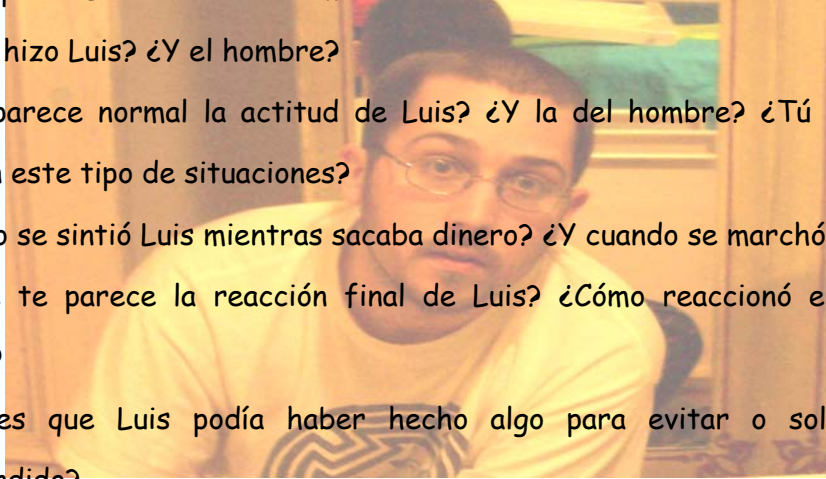 hizo Luis? ¿Y el hombre?
parece normal la actitud de Luis? ¿Y la del hombre? ¿Tú
este tipo de situaciones?
se sintió Luis mientras sacaba dinero? ¿Y cuando se marchó
te parece la reacción final de Luis? ¿Cómo reaccionó e
es que Luis podía haber hecho algo para evitar o sol